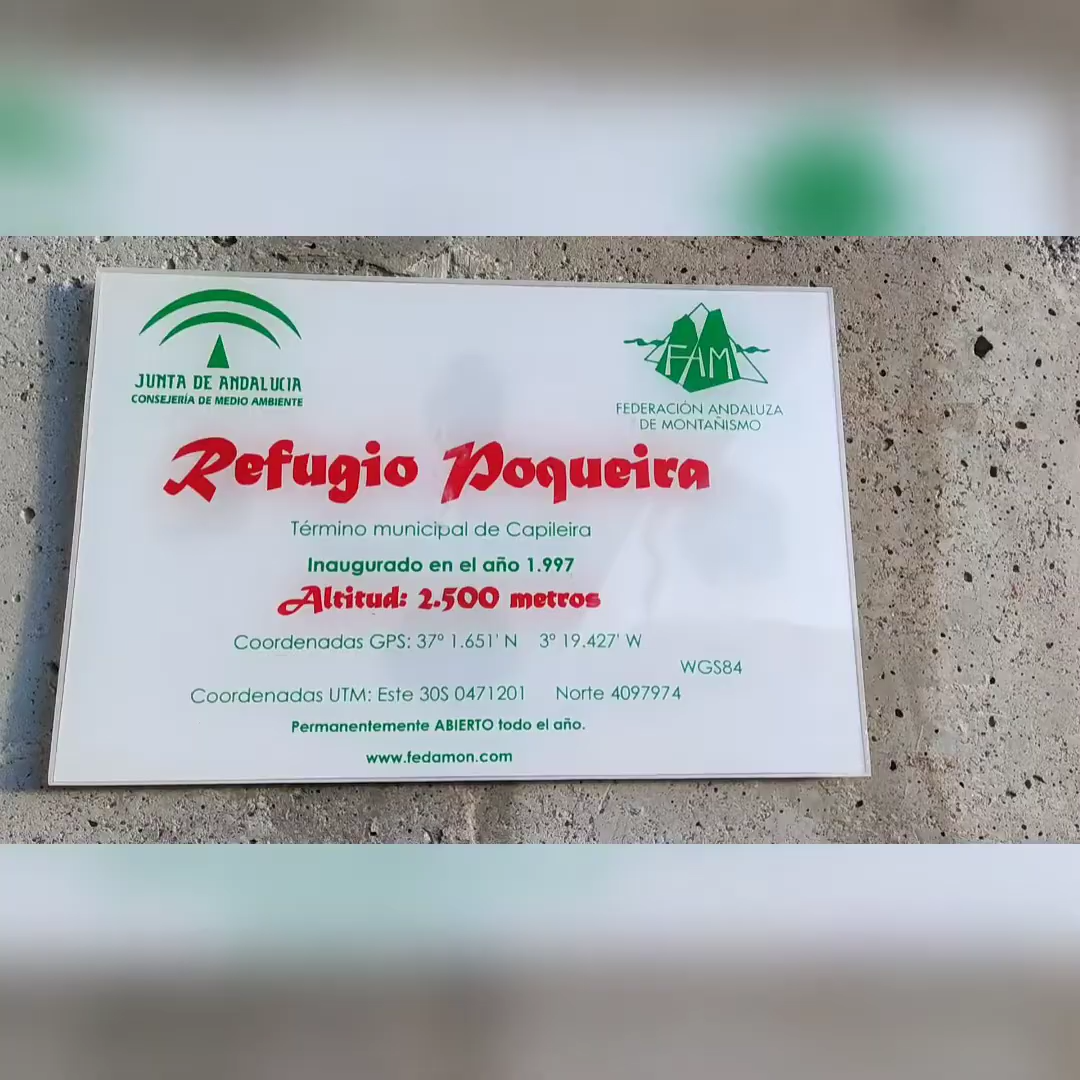 JUNTA DE ANDALUCIA
CONSEJERÍA DE MEDIO AMBIENTE
FAM
FEDERACIÓN ANDALUZA
DE MONTAÑISMO
Refugio Poqueira
Término municipal de Capileira
Inaugurado en el año 1.997
Altitud: 2.500 metros
Coordenadas GPS: 37º 1.651' N 3º 19.427' W
WGS84
Coordenadas UTM: Este 30S 0471201 Norte 4097974
Permanentemente ABIERTO todo el año.
www.fedamon.com